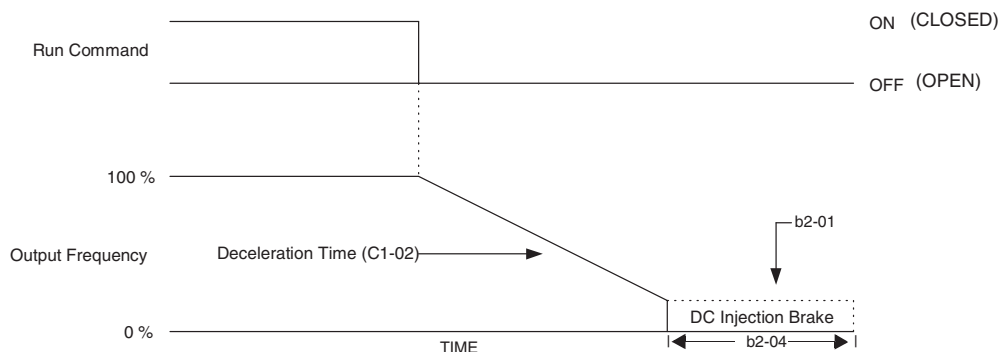 ON (CLOSED)
Run Command
OFF (OPEN)
100 %
b2-01
Output Frequency
Deceleration Time (C1-02)
DC Injection Brake
0 %
b2-04
TIME